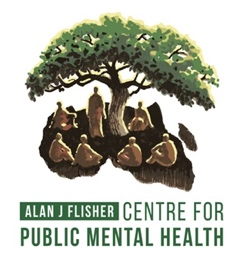 ALAN J FLISHER CENTRE FOR
PUBLIC MENTAL HEALTH